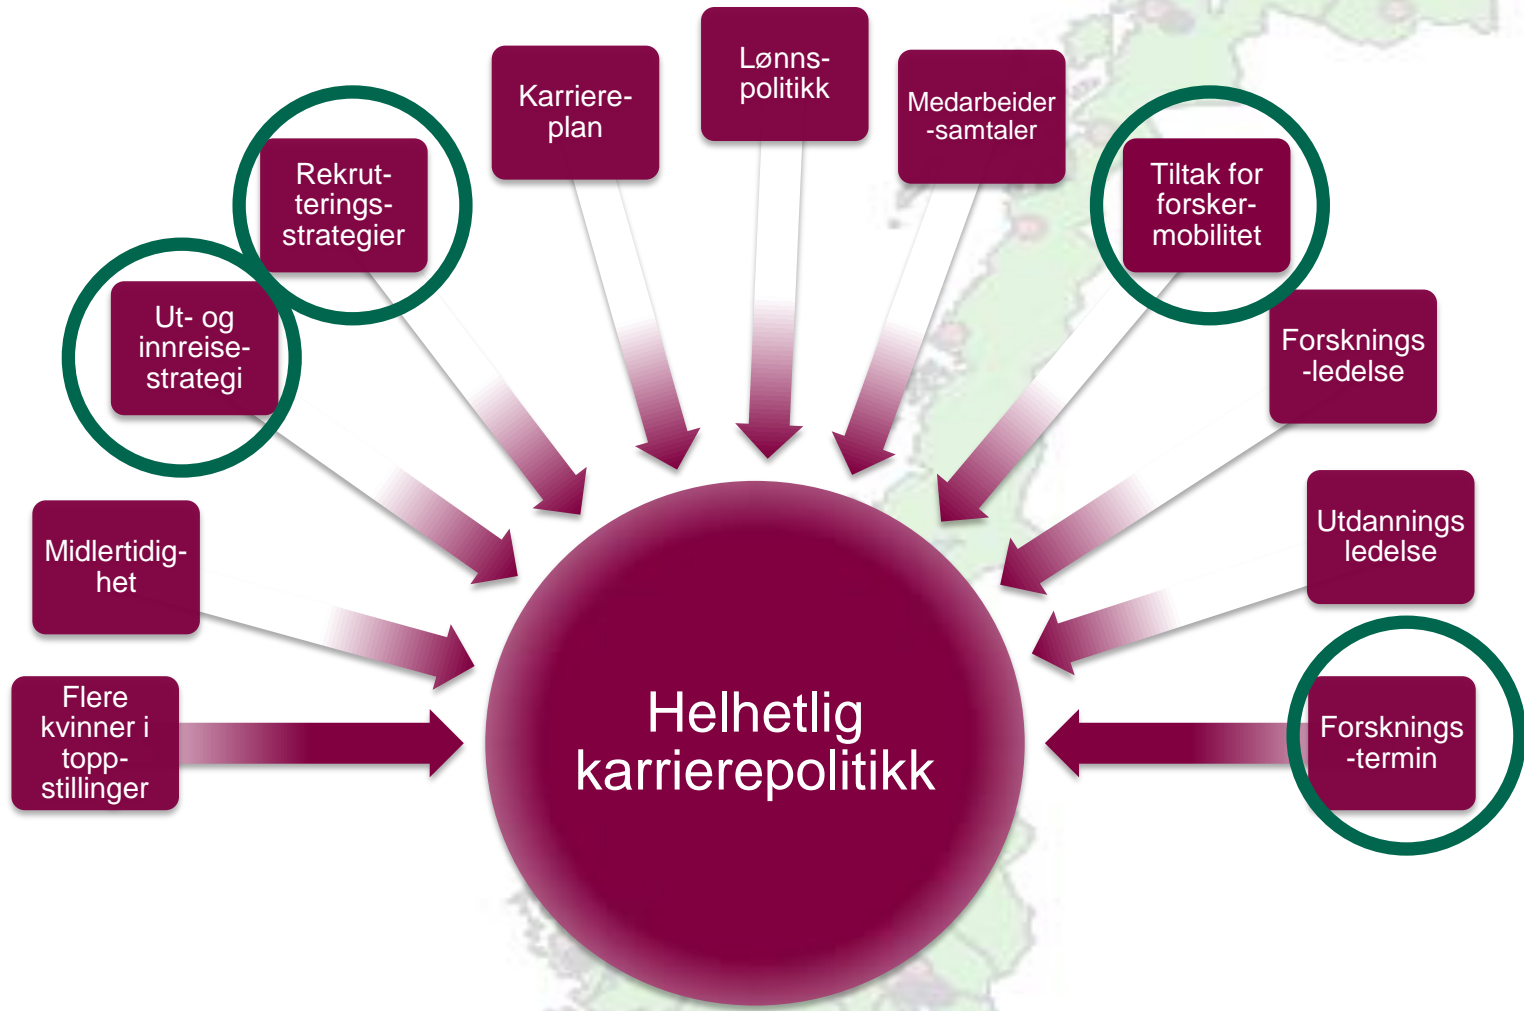 Lønns-
politikk
Karriere-
plan
Medarbeider
-samtaler
Rekrut-
terings-
strategier
Tiltak for
forsker-
mobilitet
Ut- og
innreise-
strategi
Forsknings
-ledelse
Midlertidig-
het
Utdannings
ledelse
Flere
kvinner i
topp-
stillinger
Forsknings
-termin
Helhetlig
karrierepolitikk